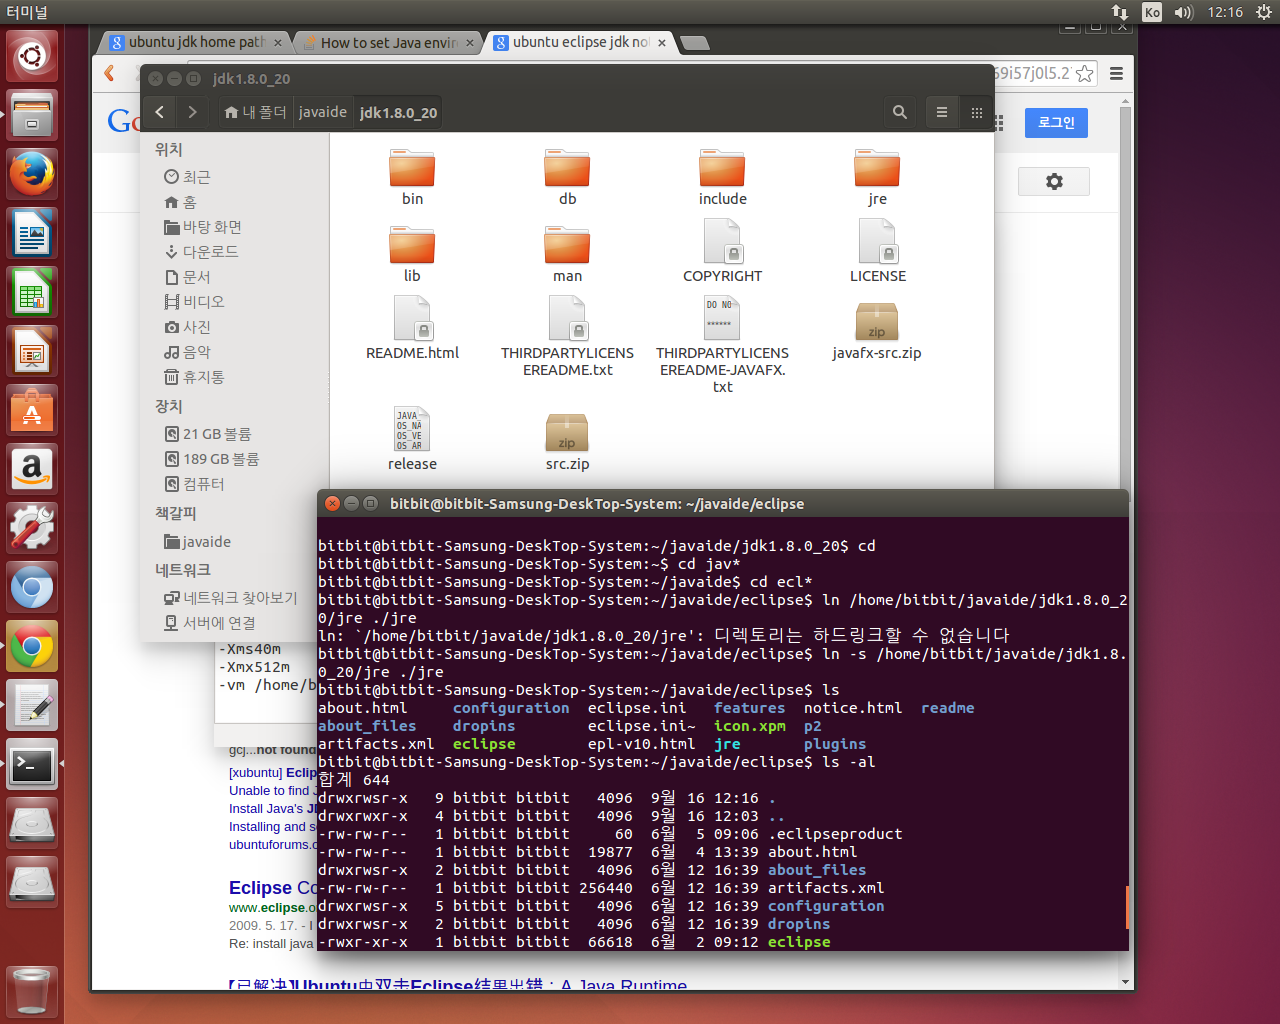 터미널
Ko
12:16
ubuntu jdk home path
How to set Java enviro
ubuntu eclipse jdk no
69i57j0l5.2
로그인
jdk1.8.0_20
내 폴더
javaide
jdk1.8.0_20
위치
최근
홈
바탕 화면
다운로드
문서
비디오
사진
음악
휴지통
장치
21 GB 볼륨
189 GB 볼륨
컴퓨터
책갈피
javaide
네트워크
네트워크 찾아보기
서버에 연결
bin
db
include
jre
lib
man
COPYRIGHT
LICENSE
README.html
THIRDPARTYLICENS
EREADME.txt
THIRDPARTYLICENS
EREADME-JAVAFX.
txt
javafx-src.zip
release
src.zip
-Xms40m
-Xmx512m
-vm /home/b
gcj...not found
[xubuntu] Eclip
Unable to find J
Install Java's JD
Installing and s
ubuntuforums.o
Eclipse Co
www.eclipse.o
2009. 5. 17. - I
Re: install java
【已解决】Ubuntu中双击Eclipse结果出错：A Java Runtime
bitbit@bitbit-Samsung-DeskTop-System: ~/javaide/eclipse
bitbit@bitbit-Samsung-DeskTop-System:~/javaide/jdk1.8.0_20$ cd
bitbit@bitbit-Samsung-DeskTop-System:~$ cd jav*
bitbit@bitbit-Samsung-DeskTop-System:~/javaide$ cd ecl*
bitbit@bitbit-Samsung-DeskTop-System:~/javaide/eclipse$ ln /home/bitbit/javaide/jdk1.8.0_2
0/jre ./jre
ln: `/home/bitbit/javaide/jdk1.8.0_20/jre': 디렉토리는 하드링크할 수 없습니다
bitbit@bitbit-Samsung-DeskTop-System:~/javaide/eclipse$ ln -s /home/bitbit/javaide/jdk1.8.
0_20/jre ./jre
bitbit@bitbit-Samsung-DeskTop-System:~/javaide/eclipse$ ls
about.html configuration eclipse.ini features notice.html readme
about_files dropins eclipse.ini~ icon.xpm p2
artifacts.xml eclipse epl-v10.html jre plugins
bitbit@bitbit-Samsung-DeskTop-System:~/javaide/eclipse$ ls -al
합계 644
drwxrwsr-x 9 bitbit bitbit 4096 9월 16 12:16 .
drwxrwxr-x 4 bitbit bitbit 4096 9월 16 12:03 ..
-rw-rw-r-- 1 bitbit bitbit 60 6월 5 09:06 .eclipseproduct
-rw-rw-r-- 1 bitbit bitbit 19877 6월 4 13:39 about.html
drwxrwsr-x 2 bitbit bitbit 4096 6월 12 16:39 about_files
-rw-rw-r-- 1 bitbit bitbit 256440 6월 12 16:39 artifacts.xml
drwxrwsr-x 5 bitbit bitbit 4096 6월 12 16:39 configuration
drwxrwsr-x 2 bitbit bitbit 4096 6월 12 16:39 dropins
-rwxr-xr-x 1 bitbit bitbit 66618 6월 2 09:12 eclipse